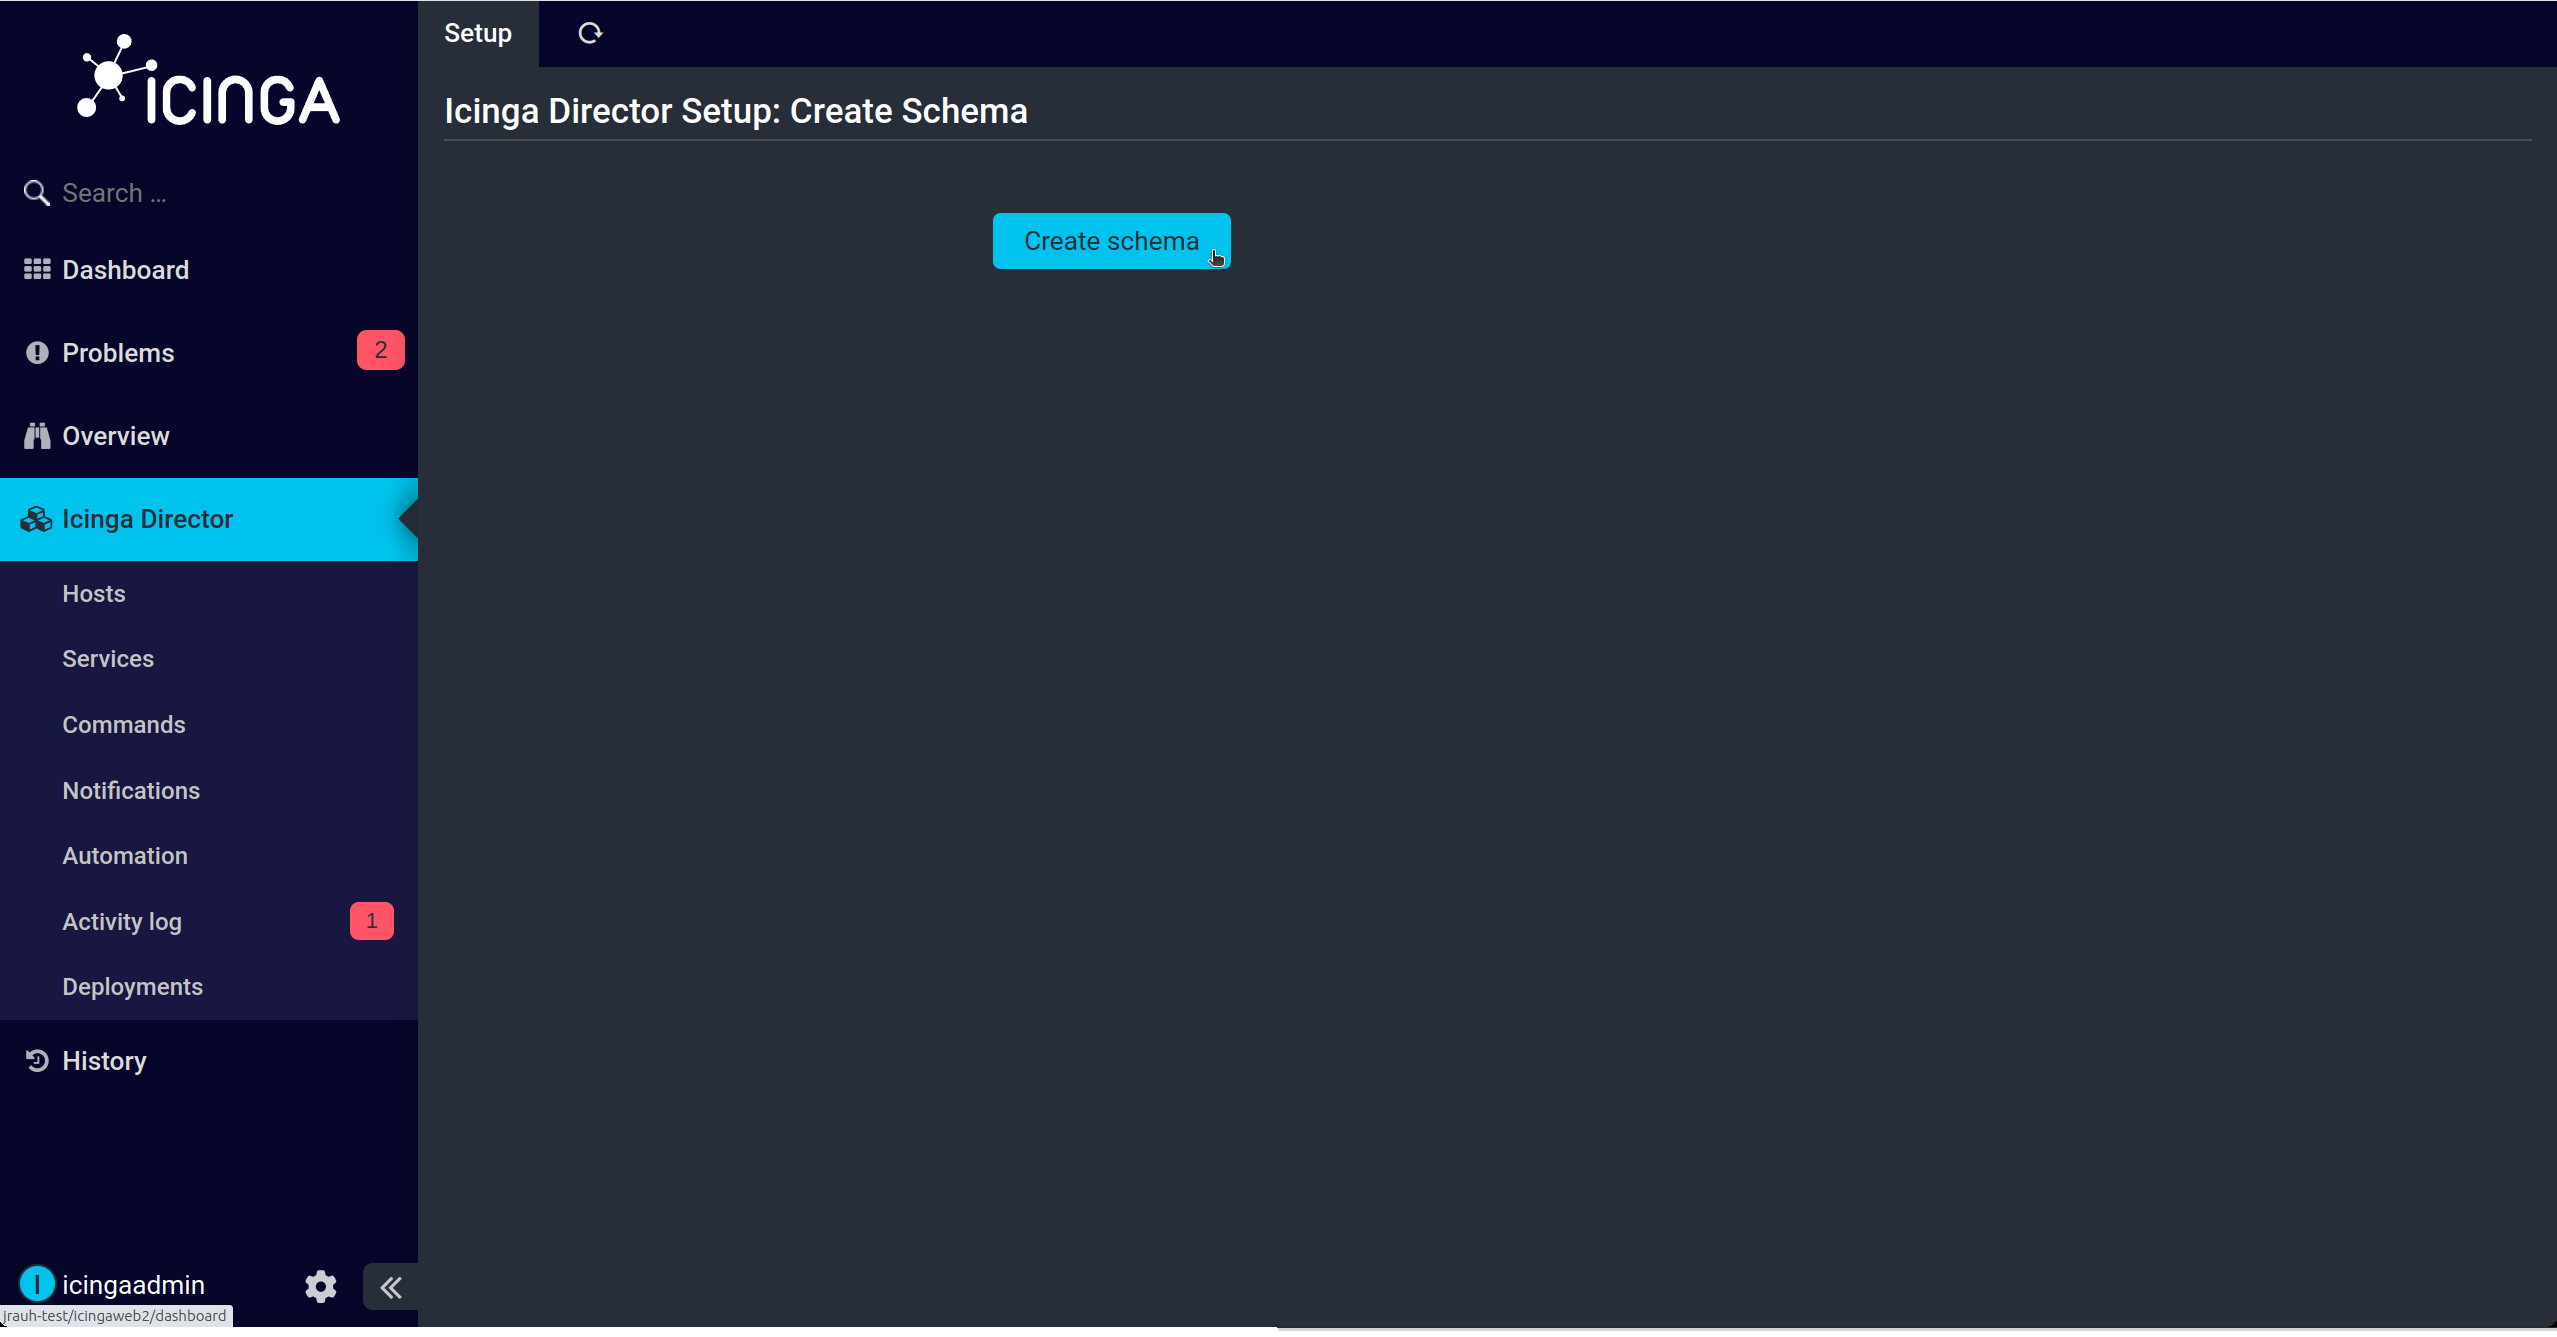 ICINGA
Search ...
Dashboard
Problems 2
Overview
Icinga Director
Hosts
Services
Commands
Notifications
Automation
Activity log 1
Deployments
History
I icingaadmin
jrauh-test/icingaweb2/dashboard
Setup
Icinga Director Setup: Create Schema
Create schema